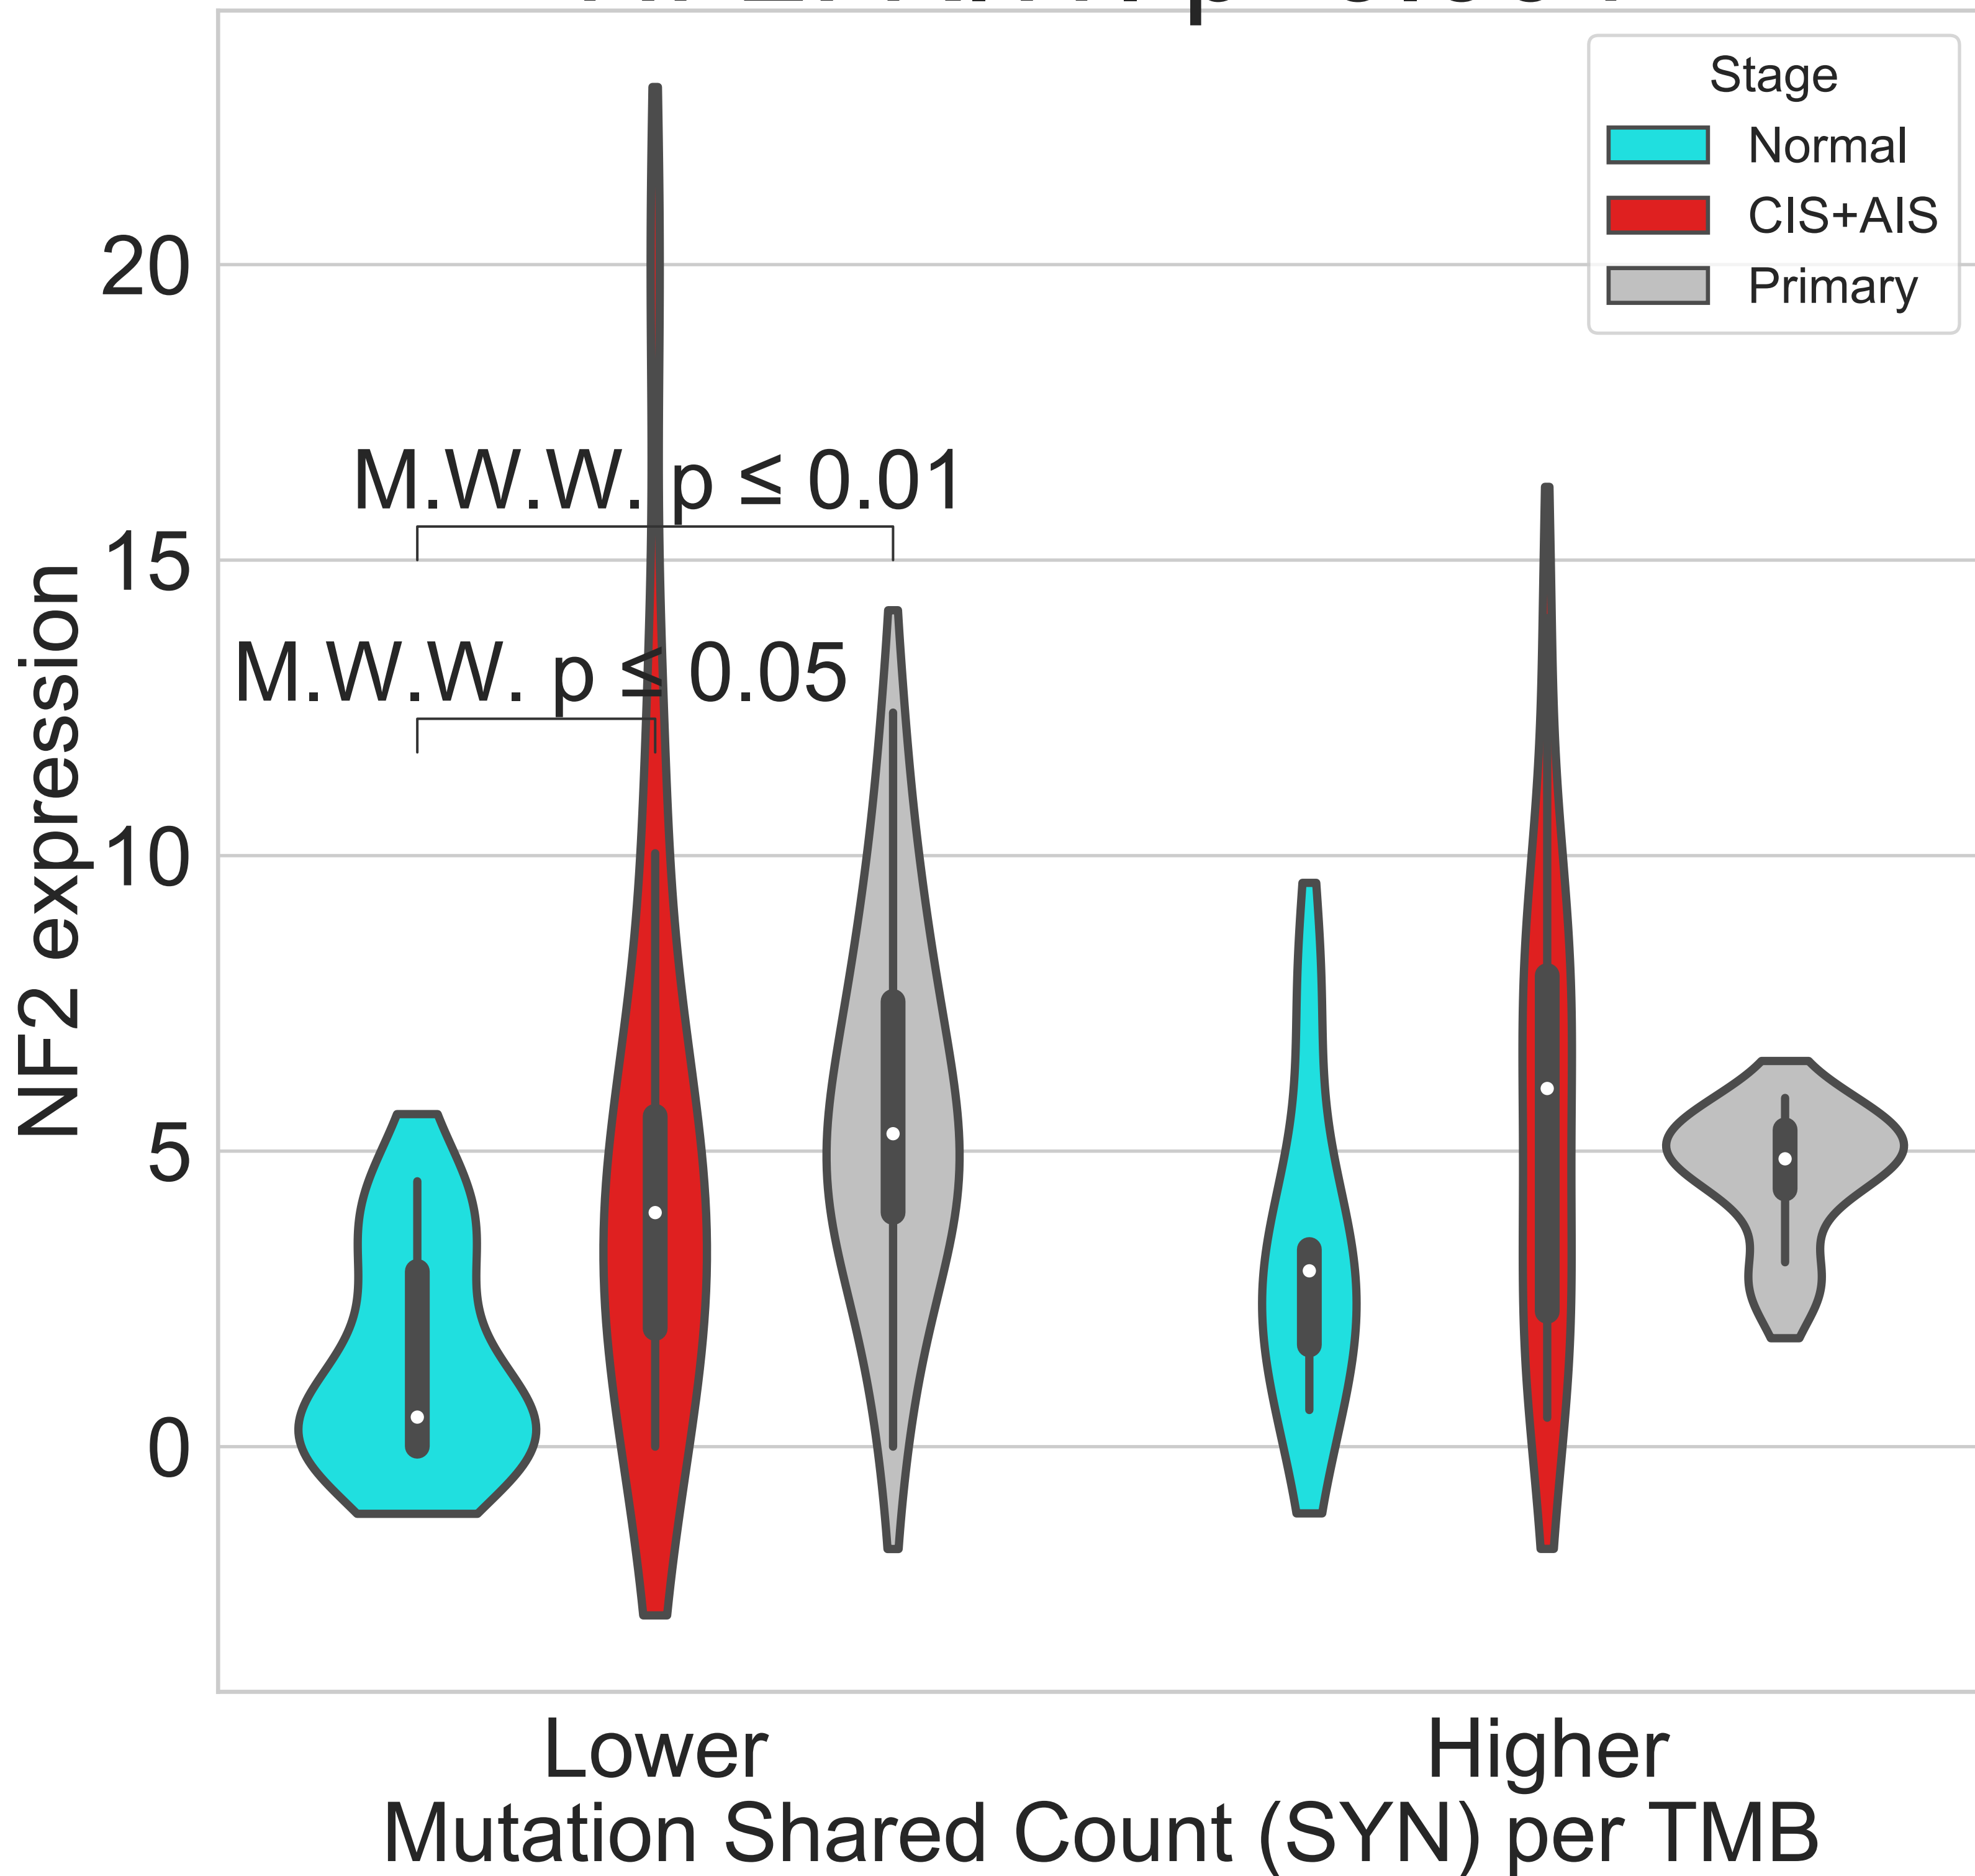 Stage
Normal
CIS+AIS
Primary
20
15
10
5
0
NF2 expression
M.W.W. p ≤ 0.01
M.W.W. p ≤ 0.05
Lower
Higher
Mutation Shared Count (SYN) per TMB